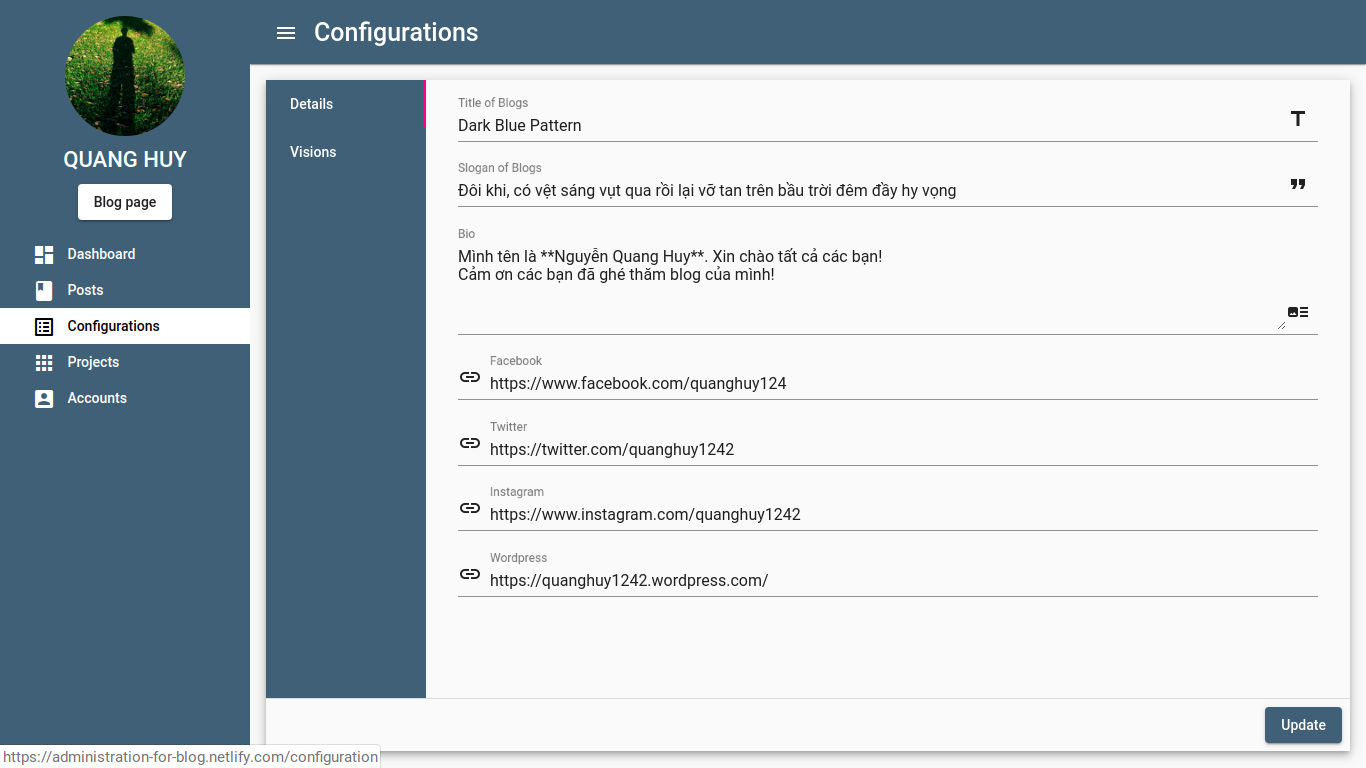 QUANG HUY
Blog page
Dashboard
Posts
Configurations
Projects
Accounts
Configurations
Details
Visions
Title of Blogs
Dark Blue Pattern
Slogan of Blogs
Đôi khi, có vệt sáng vụt qua rồi lại vỡ tan trên bầu trời đêm đầy hy vọng
Bio
Mình tên là **Nguyễn Quang Huy**. Xin chào tất cả các bạn!
Cảm ơn các bạn đã ghé thăm blog của mình!
Facebook
https://www.facebook.com/quanghuy124
Twitter
https://twitter.com/quanghuy1242
Instagram
https://www.instagram.com/quanghuy1242
Wordpress
https://quanghuy1242.wordpress.com/
Update
https://administration-for-blog.netlify.com/configuration